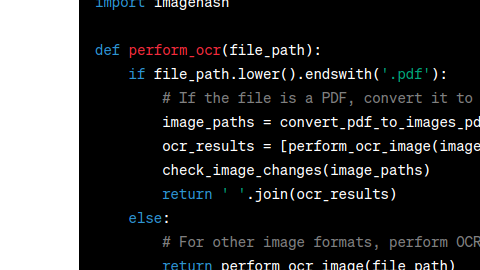 import imagehash
def perform_ocr(file_path):
if file_path.lower().endswith('.pdf'):
# If the file is a PDF, convert it to
image_paths = convert_pdf_to_images_pd
ocr_results = [perform_ocr_image(image
check_image_changes(image_paths)
return ' '.join(ocr_results)
else:
# For other image formats, perform OCR
return perform_ocr_image(file_path)